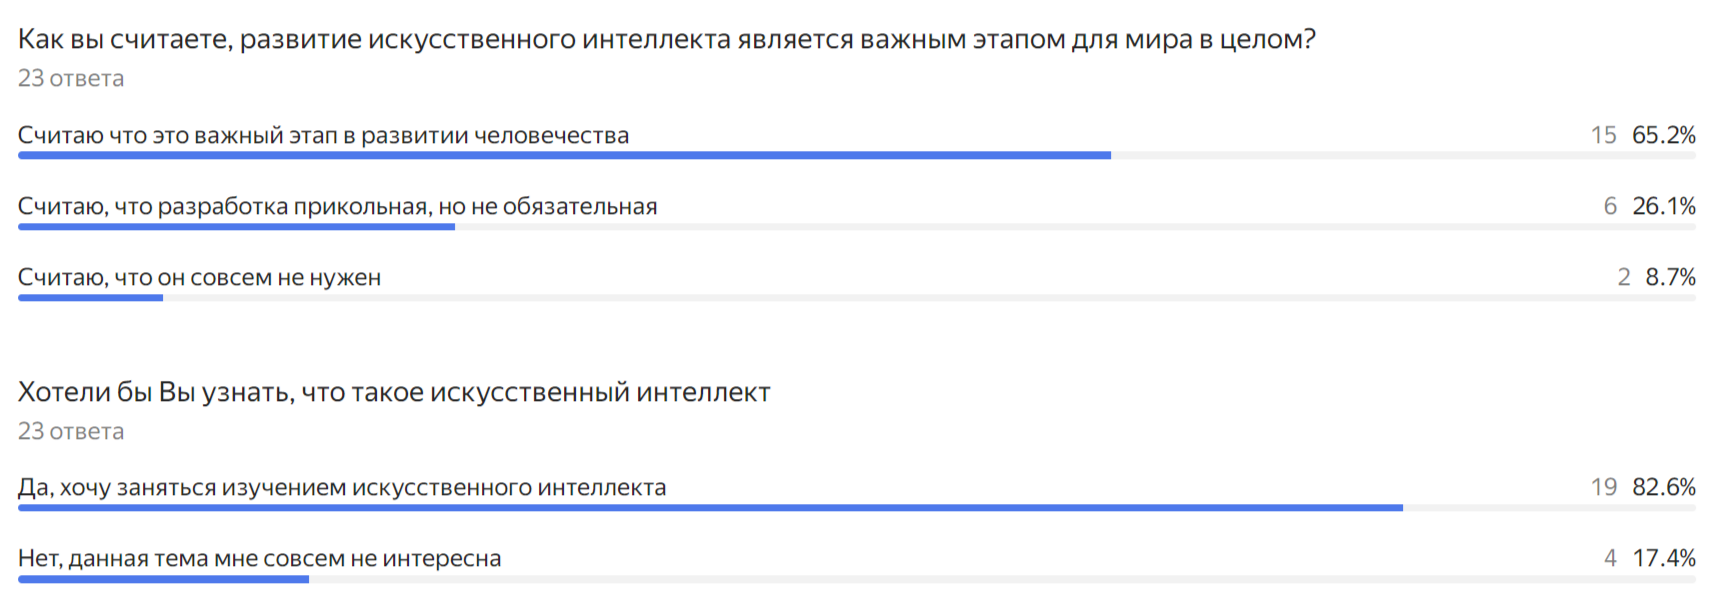 Как вы считаете, развитие искусственного интеллекта является важным этапом для мира в целом?
23 ответа
Считаю что это важный этап в развитии человечества 15 65.2%
Считаю, что разработка прикольная, но не обязательная 6 26.1%
Считаю, что он совсем не нужен 2 8.7%
Хотели бы Вы узнать, что такое искусственный интеллект
23 ответа
Да, хочу заняться изучением искусственного интеллекта 19 82.6%
Нет, данная тема мне совсем не интересна 4 17.4%